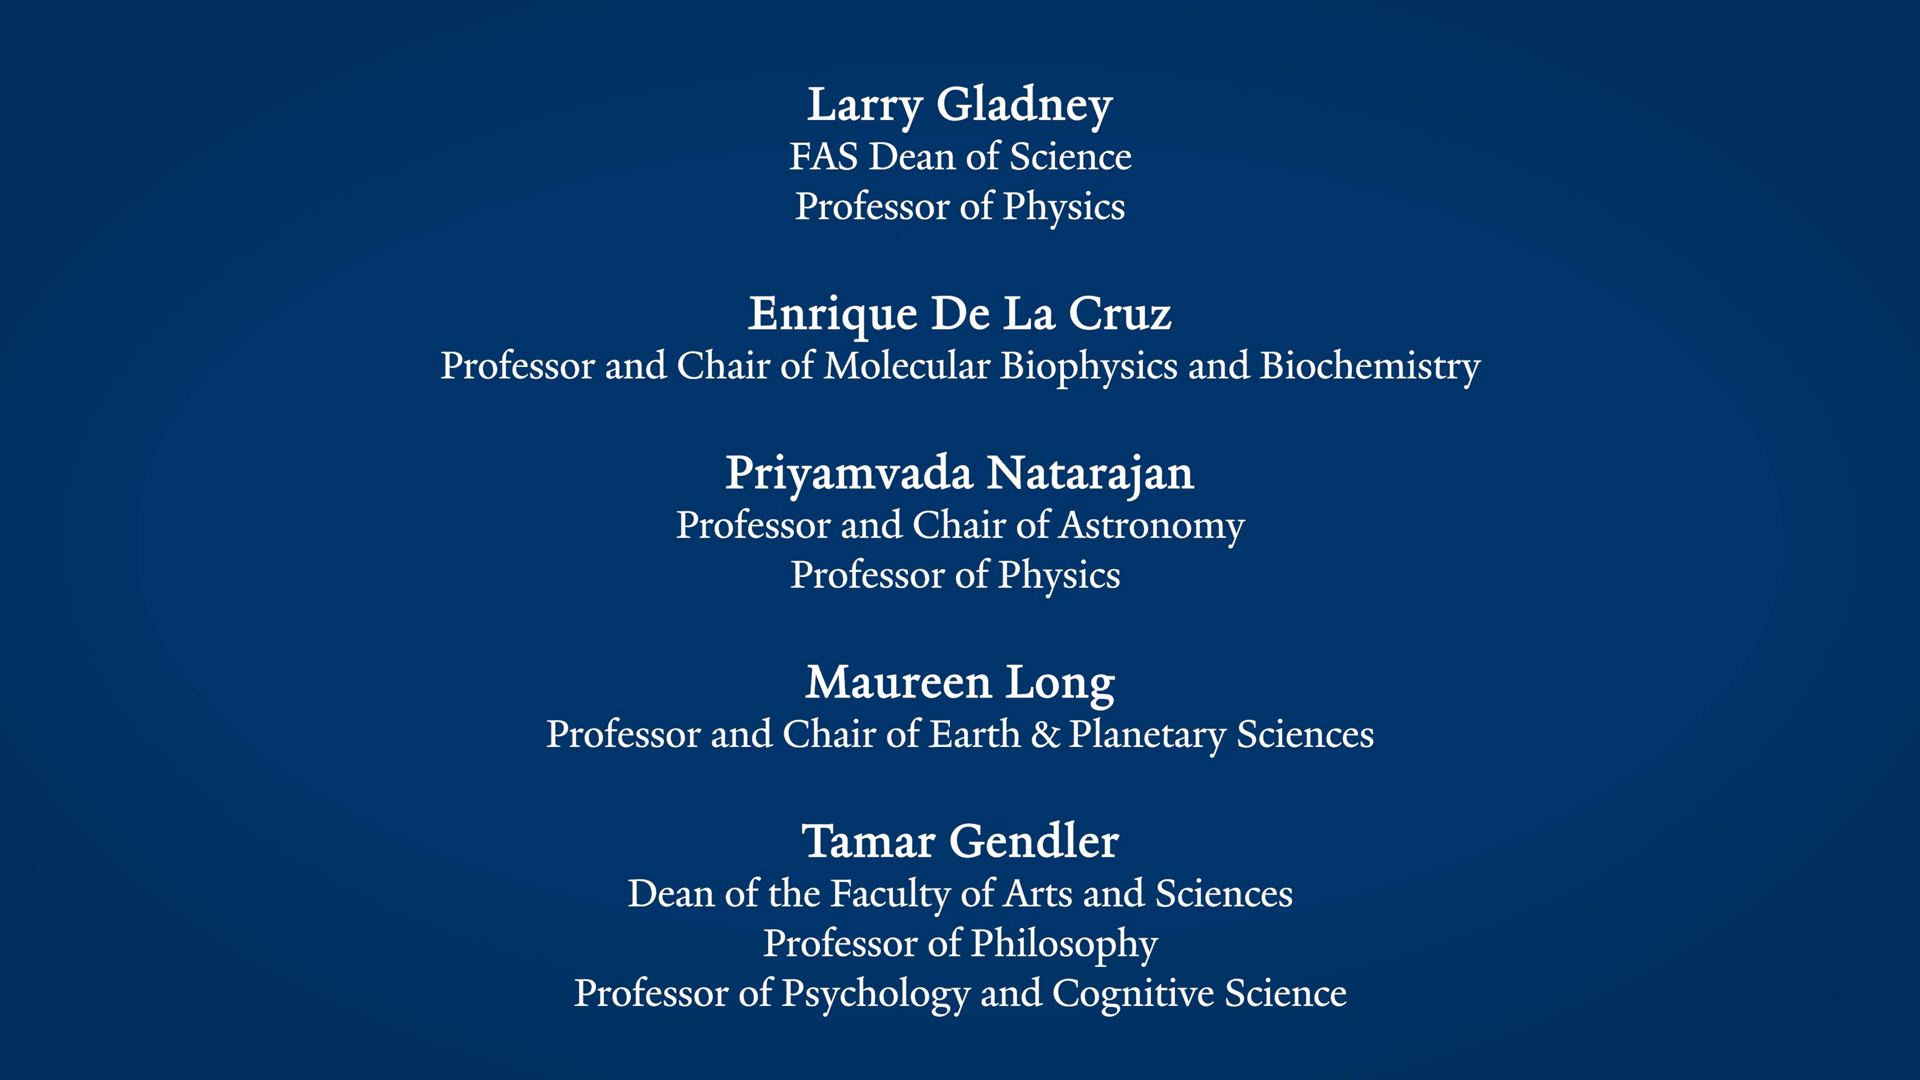 Larry Gladney
FAS Dean of Science
Professor of Physics
Enrique De La Cruz
Professor and Chair of Molecular Biophysics and Biochemistry
Priyamvada Natarajan
Professor and Chair of Astronomy
Professor of Physics
Maureen Long
Professor and Chair of Earth & Planetary Sciences
Tamar Gendler
Dean of the Faculty of Arts and Sciences
Professor of Philosophy
Professor of Psychology and Cognitive Science